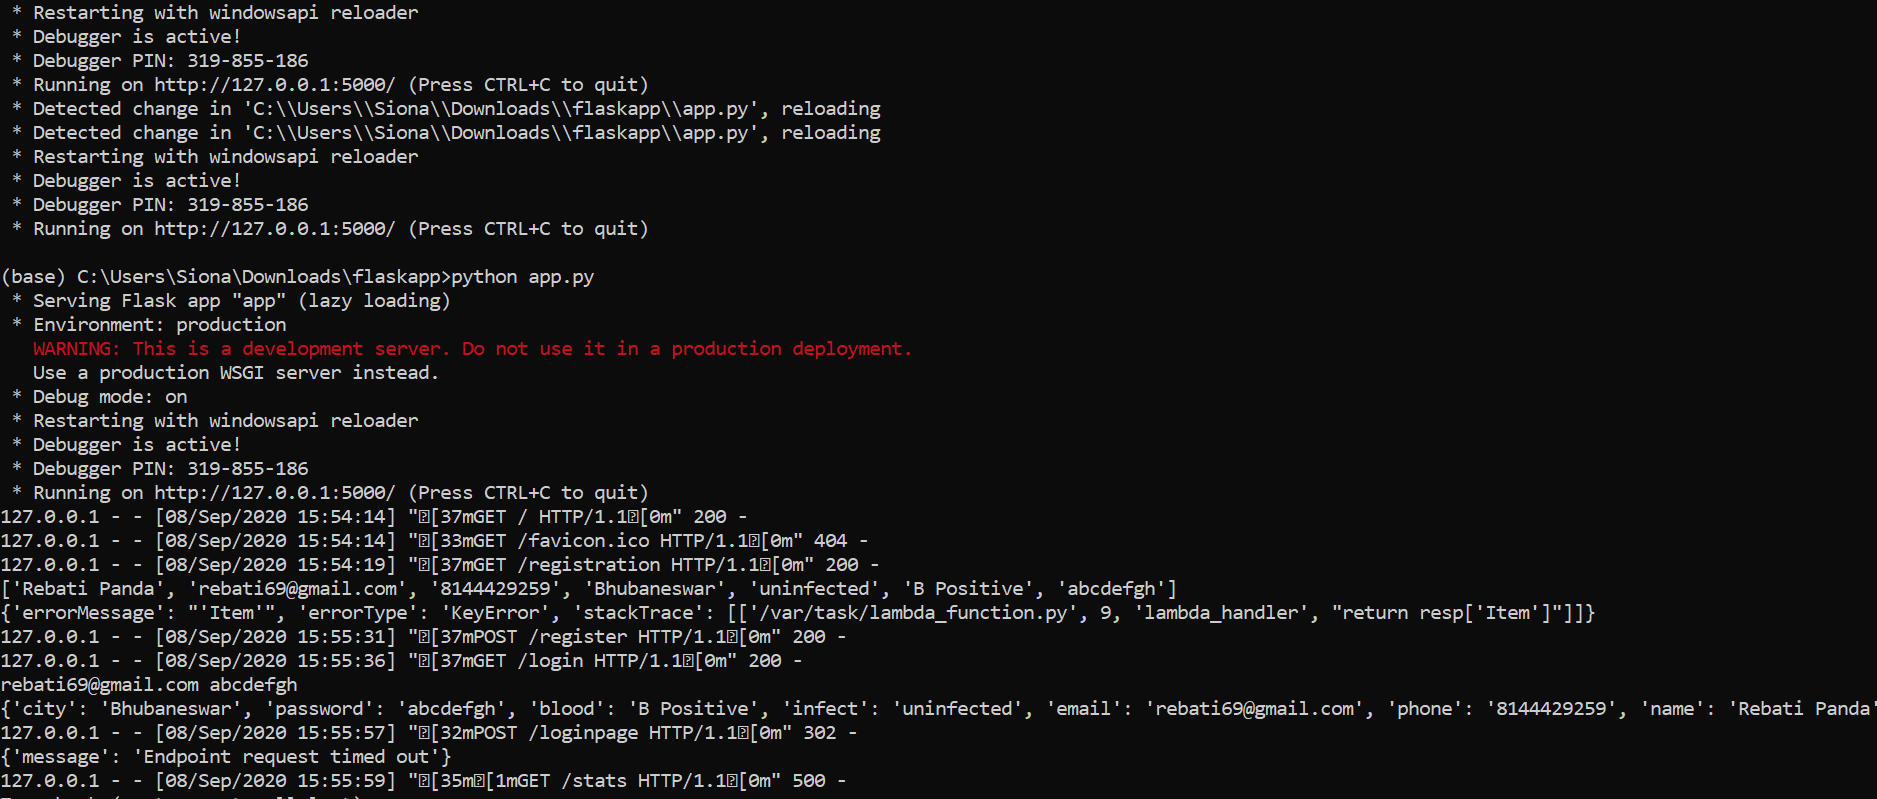 * Restarting with windowsapi reloader
* Debugger is active!
* Debugger PIN: 319-855-186
* Running on http://127.0.0.1:5000/ (Press CTRL+C to quit)
* Detected change in 'C:\\Users\\Siona\\Downloads\\flaskapp\\app.py', reloading
* Detected change in 'C:\\Users\\Siona\\Downloads\\flaskapp\\app.py', reloading
* Restarting with windowsapi reloader
* Debugger is active!
* Debugger PIN: 319-855-186
* Running on http://127.0.0.1:5000/ (Press CTRL+C to quit)
(base) C:\Users\Siona\Downloads\flaskapp>python app.py
* Serving Flask app "app" (lazy loading)
* Environment: production
WARNING: This is a development server. Do not use it in a production deployment.
Use a production WSGI server instead.
* Debug mode: on
* Restarting with windowsapi reloader
* Debugger is active!
* Debugger PIN: 319-855-186
* Running on http://127.0.0.1:5000/ (Press CTRL+C to quit)
127.0.0.1 - - [08/Sep/2020 15:54:14] "[37mGET / HTTP/1.1[0m" 200 -
127.0.0.1 - - [08/Sep/2020 15:54:14] "[33mGET /favicon.ico HTTP/1.1[0m" 404 -
127.0.0.1 - - [08/Sep/2020 15:54:19] "[37mGET /registration HTTP/1.1[0m" 200 -
['Rebati Panda', 'rebati69@gmail.com', '8144429259', 'Bhubaneswar', 'uninfected', 'B Positive', 'abcdefgh']
{'errorMessage': "'Item'", 'errorType': 'KeyError', 'stackTrace': [['/var/task/lambda_function.py', 9, 'lambda_handler', "return resp['Item']"]]}
127.0.0.1 - - [08/Sep/2020 15:55:31] "[37mPOST /register HTTP/1.1[0m" 200 -
127.0.0.1 - - [08/Sep/2020 15:55:36] "[37mGET /login HTTP/1.1[0m" 200 -
rebati69@gmail.com abcdefgh
{'city': 'Bhubaneswar', 'password': 'abcdefgh', 'blood': 'B Positive', 'infect': 'uninfected', 'email': 'rebati69@gmail.com', 'phone': '8144429259', 'name': 'Rebati Panda'
127.0.0.1 - - [08/Sep/2020 15:55:57] "[32mPOST /loginpage HTTP/1.1[0m" 302 -
{'message': 'Endpoint request timed out'}
127.0.0.1 - - [08/Sep/2020 15:55:59] "[35m[1mGET /stats HTTP/1.1[0m" 500 -